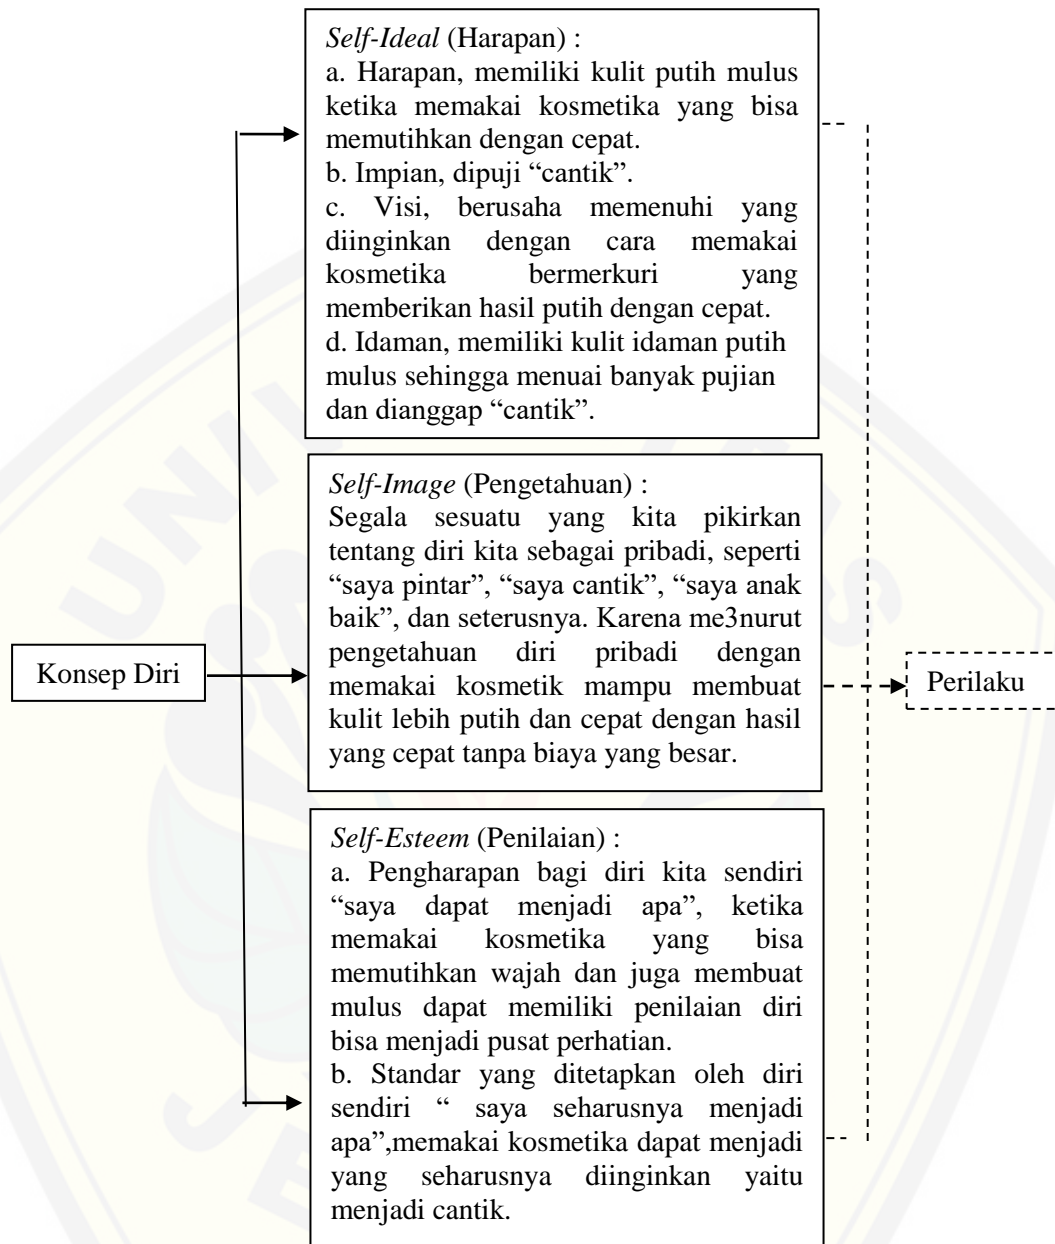 Self-Ideal (Harapan) :
a. Harapan, memiliki kulit putih mulus
ketika memakai kosmetika yang bisa
memutihkan dengan cepat.
b. Impian, dipuji “cantik”.
c. Visi, berusaha memenuhi yang
diinginkan dengan cara memakai
kosmetika bermerkuri yang
memberikan hasil putih dengan cepat.
d. Idaman, memiliki kulit idaman putih
mulus sehingga menuai banyak pujian
dan dianggap “cantik”.
Self-Image (Pengetahuan) :
Segala sesuatu yang kita pikirkan
tentang diri kita sebagai pribadi, seperti
“saya pintar”, “saya cantik”, “saya anak
baik”, dan seterusnya. Karena me3nurut
pengetahuan diri pribadi dengan
memakai kosmetik mampu membuat
kulit lebih putih dan cepat dengan hasil
yang cepat tanpa biaya yang besar.
Konsep Diri
Perilaku
Self-Esteem (Penilaian) :
a. Pengharapan bagi diri kita sendiri
“saya dapat menjadi apa”, ketika
memakai kosmetika yang bisa
memutihkan wajah dan juga membuat
mulus dapat memiliki penilaian diri
bisa menjadi pusat perhatian.
b. Standar yang ditetapkan oleh diri
sendiri “ saya seharusnya menjadi
apa”,memakai kosmetika dapat menjadi
yang seharusnya diinginkan yaitu
menjadi cantik.